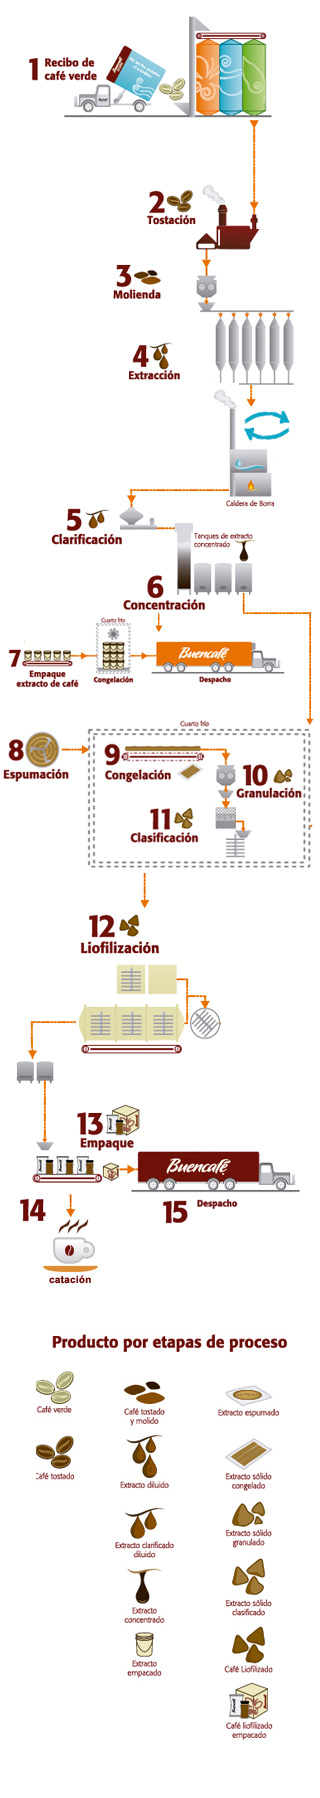 1 Recibo de
café verde
2
Tostación
3
Molienda
4
Extracción
Caldera de Borra
5
Clarificación
Tanques de extracto
concentrado
6
Concentración
Cuarto frío
7
Empaque
extracto de café
Congelación
Buencafé
Despacho
Cuarto frío
8
Espumación
9
Congelación
10
Granulación
11
Clasificación
12
Liofilización
13
Empaque
14
catación
Buencafé
15
Despacho
Producto por etapas de proceso
Café verde
Café tostado
y molido
Extracto espumado
Café tostado
Extracto diluido
Extracto sólido
congelado
Extracto clarificado
diluido
Extracto sólido
granulado
Extracto
concentrado
Extracto sólido
clasificado
Extracto
empacado
Café Liofilizado
Café liofilizado
empacado